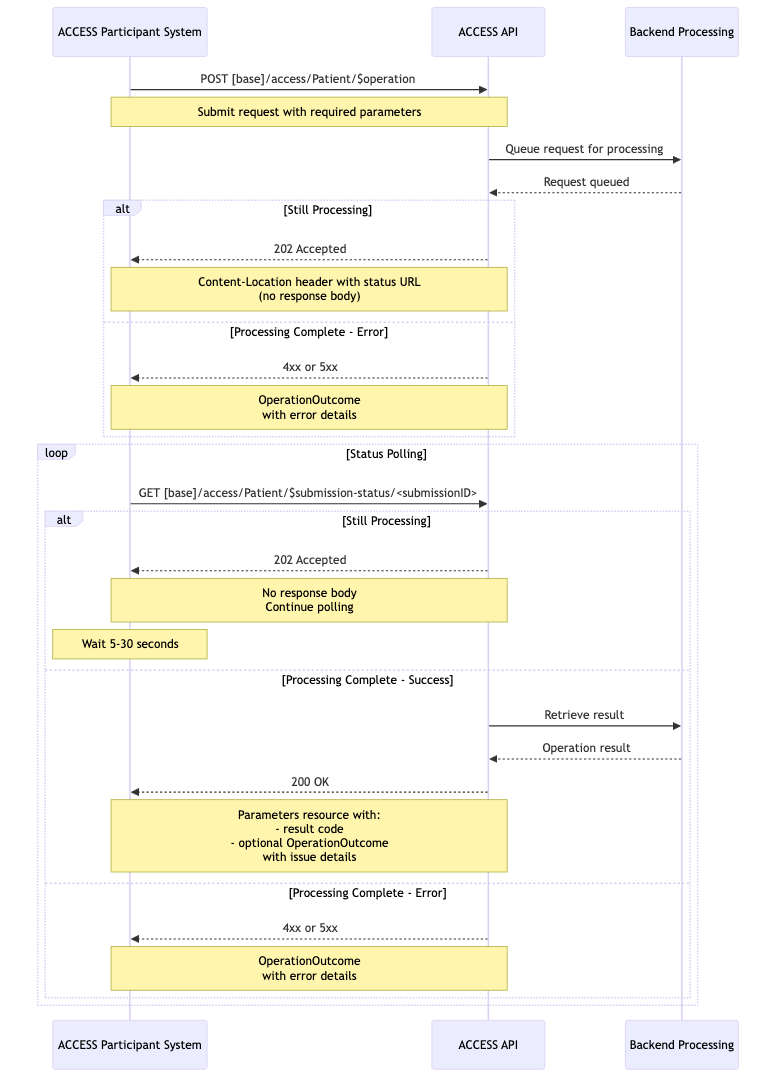 ACCESS Participant System
ACCESS API
Backend Processing
POST [base]/access/Patient/$operation
Submit request with required parameters
Queue request for processing
Request queued
alt
[Still Processing]
202 Accepted
Content-Location header with status URL
(no response body)
[Processing Complete - Error]
4xx or 5xx
OperationOutcome
with error details
loop
[Status Polling]
GET [base]/access/Patient/$submission-status/<submissionID>
alt
[Still Processing]
202 Accepted
No response body
Continue polling
Wait 5-30 seconds
[Processing Complete - Success]
Retrieve result
Operation result
200 OK
Parameters resource with:
- result code
- optional OperationOutcome
with issue details
[Processing Complete - Error]
4xx or 5xx
OperationOutcome
with error details
ACCESS Participant System
ACCESS API
Backend Processing